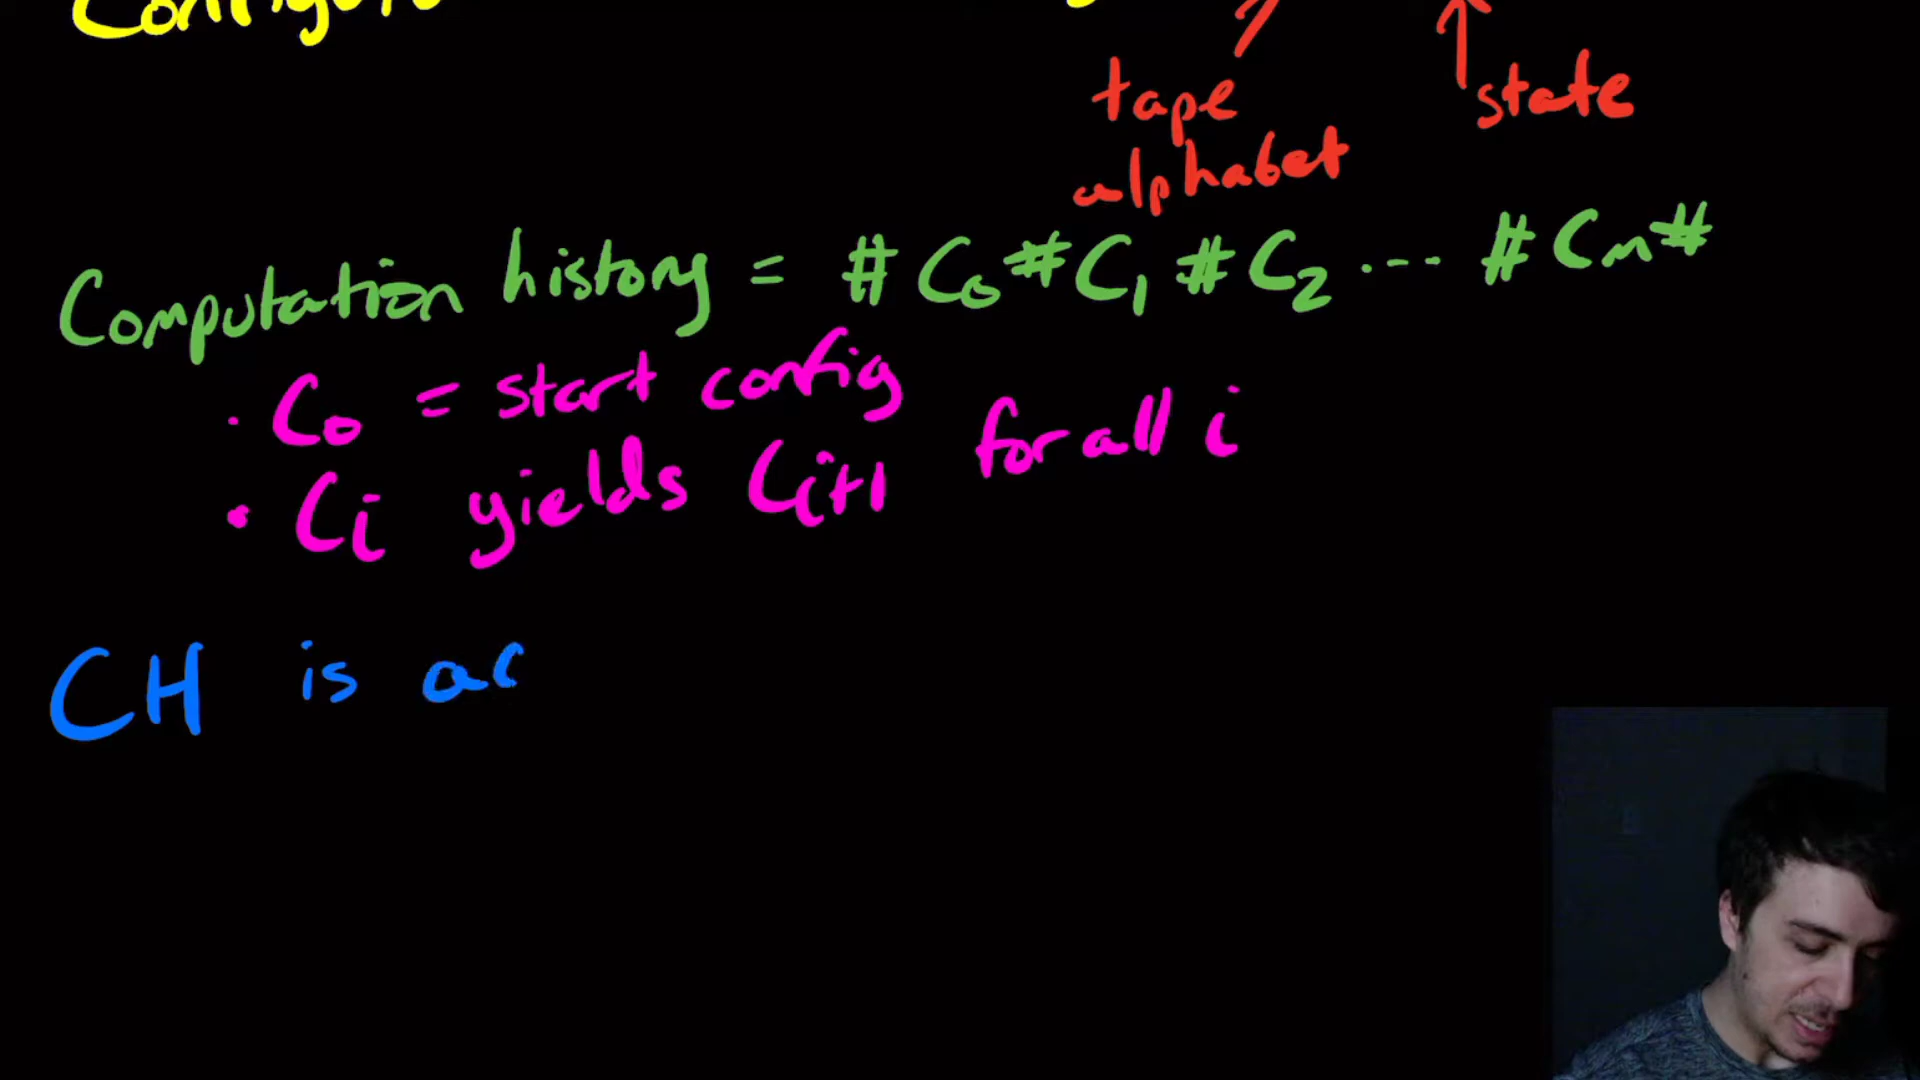 tape
alphabet
state
Computation history = # C0 # C1 # C2 ... # Cm #
• C0 = start config
• Ci yields Ci+1 for all i
CH is ac